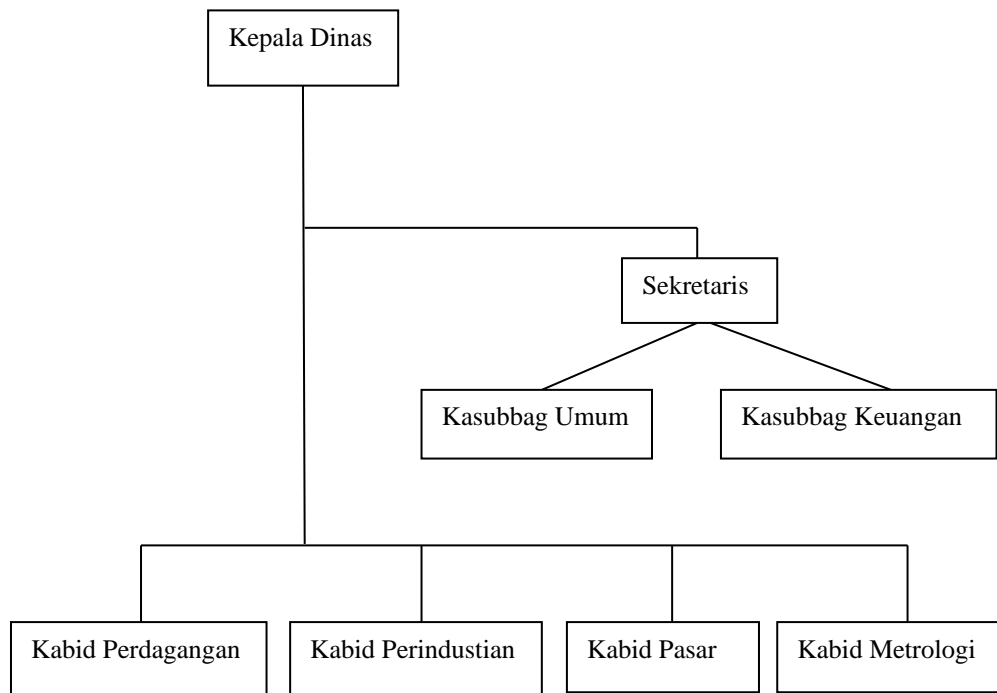 Kepala Dinas
Sekretaris
Kasubbag Umum
Kasubbag Keuangan
Kabid Perdagangan
Kabid Perindustian
Kabid Pasar
Kabid Metrologi